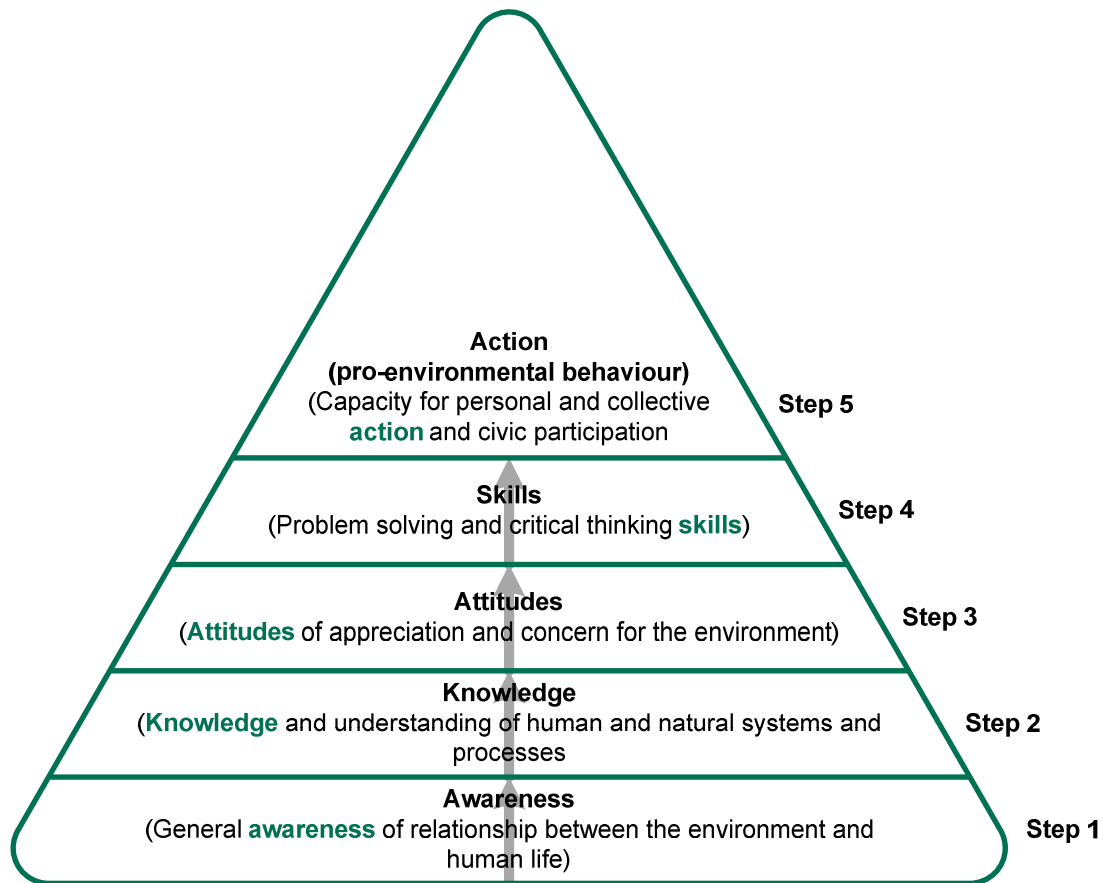 Action
(pro-environmental behaviour)
(Capacity for personal and collective
action and civic participation
Step 5
Skills
(Problem solving and critical thinking skills)
Step 4
Attitudes
(Attitudes of appreciation and concern for the environment)
Step 3
Knowledge
(Knowledge and understanding of human and natural systems and
processes
Step 2
Awareness
(General awareness of relationship between the environment and
human life)
Step 1